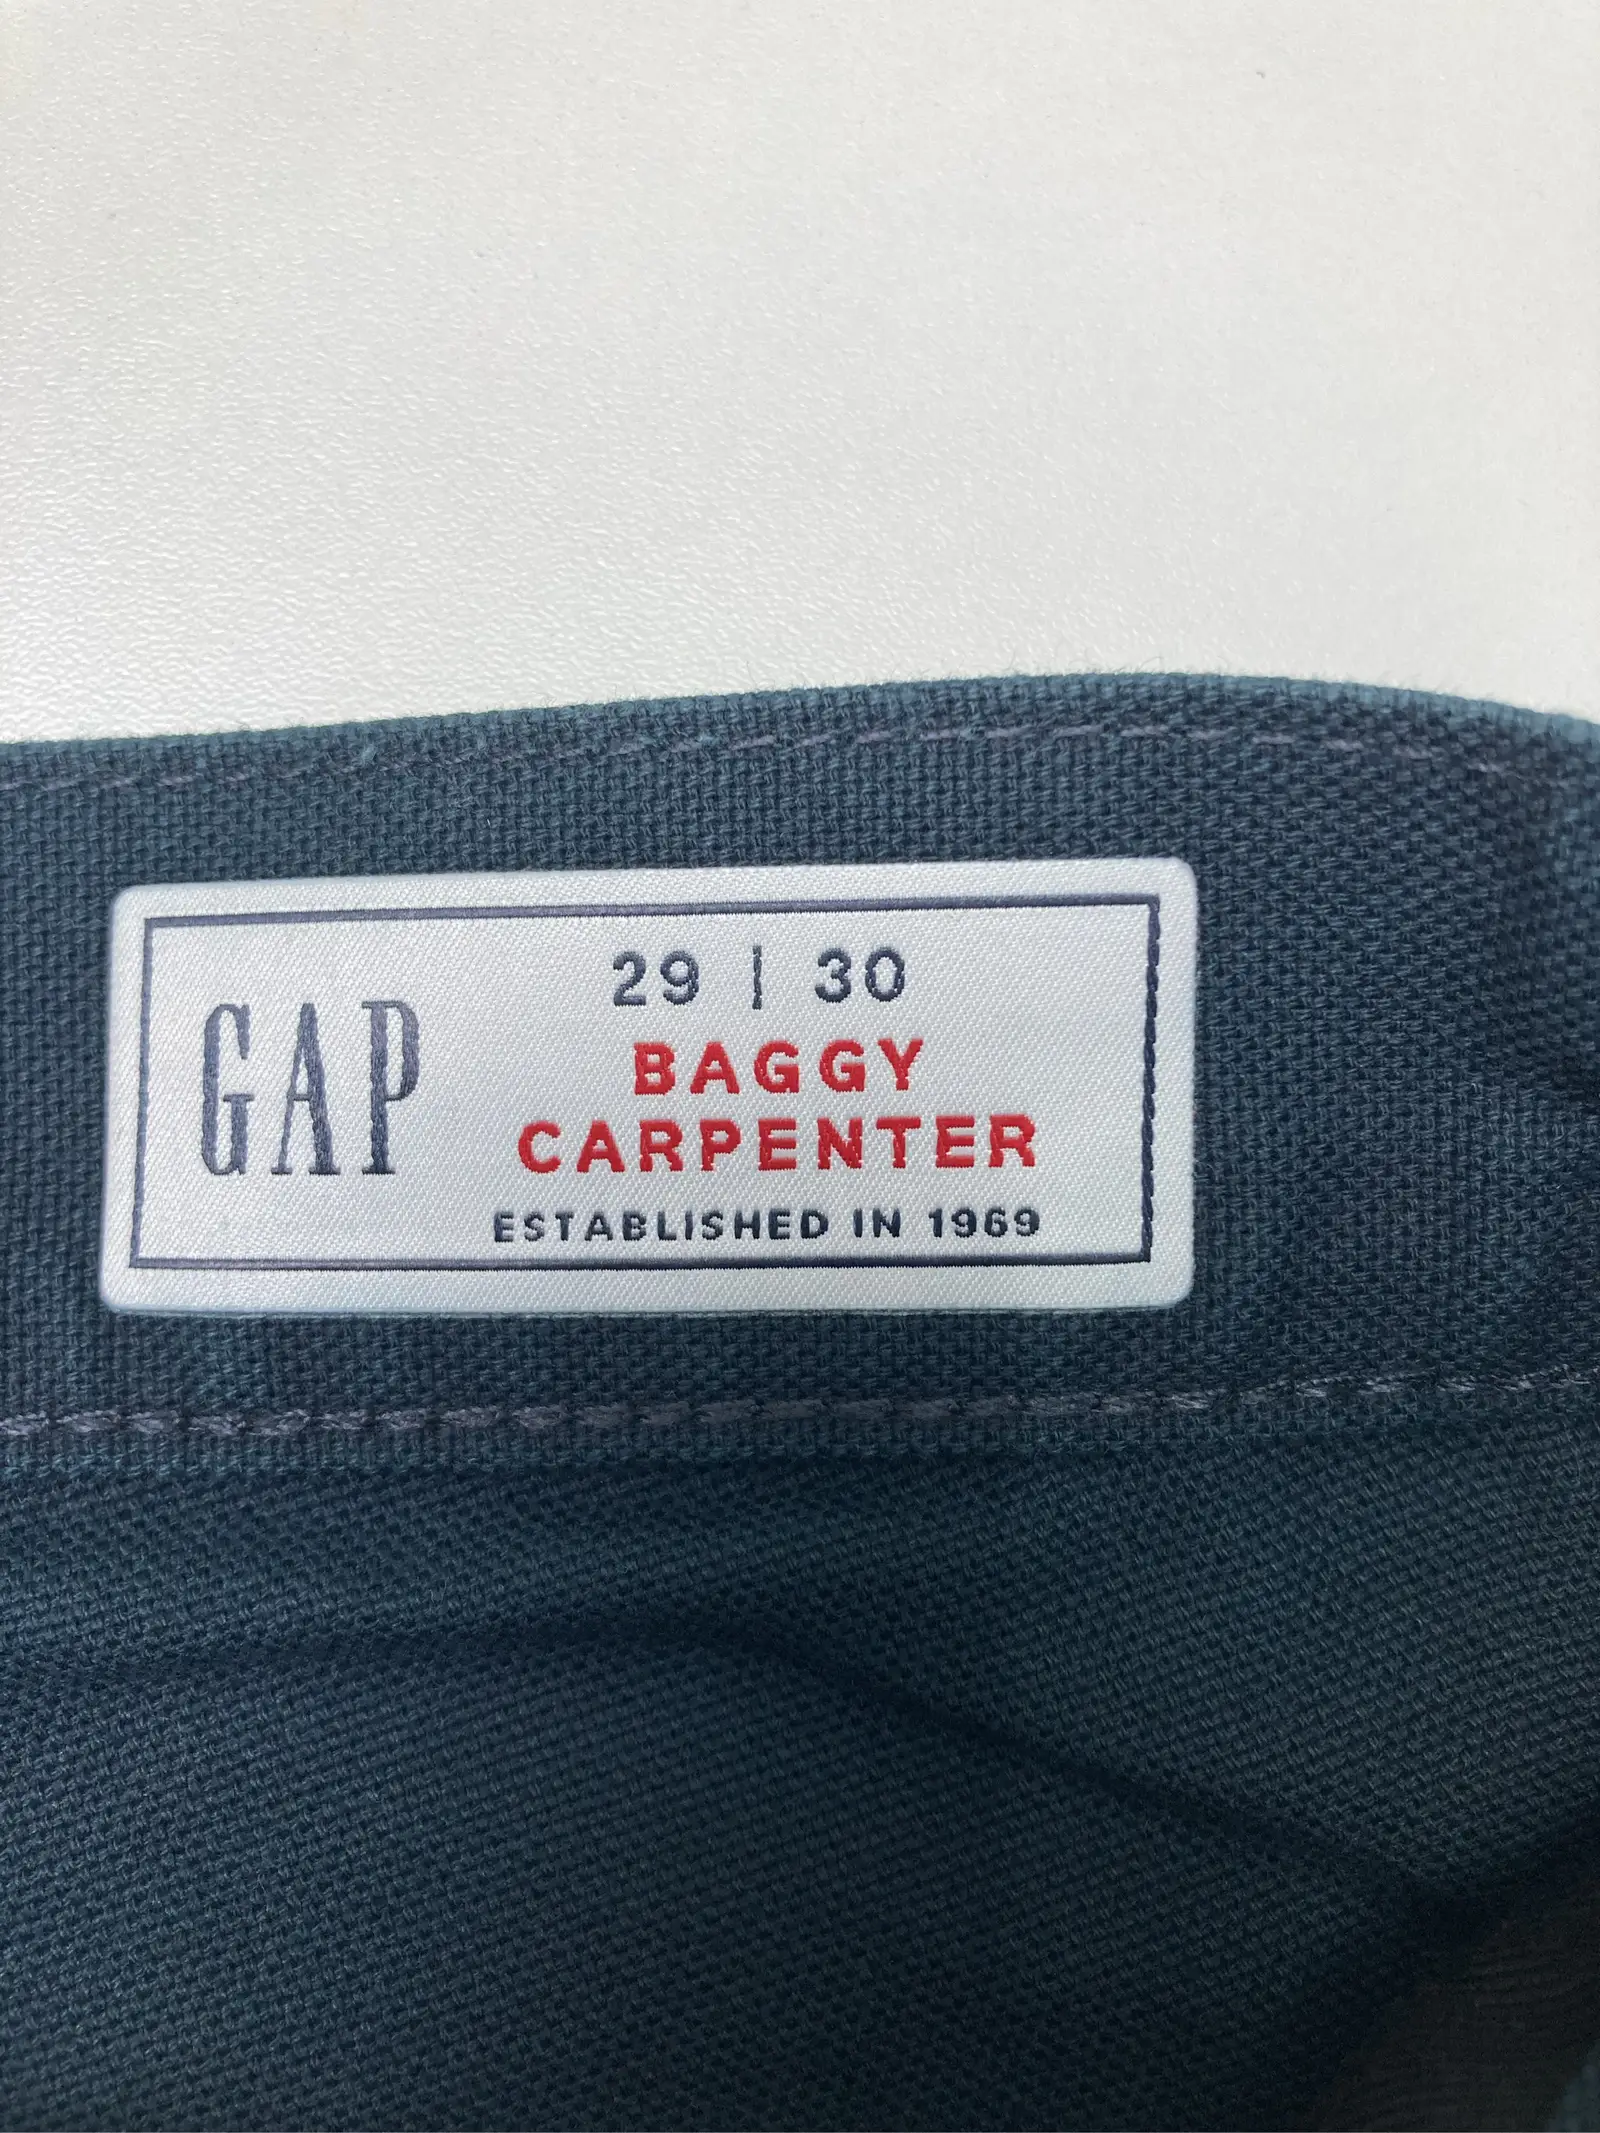 GAP
29 | 30
BAGGY
CARPENTER
ESTABLISHED IN 1969